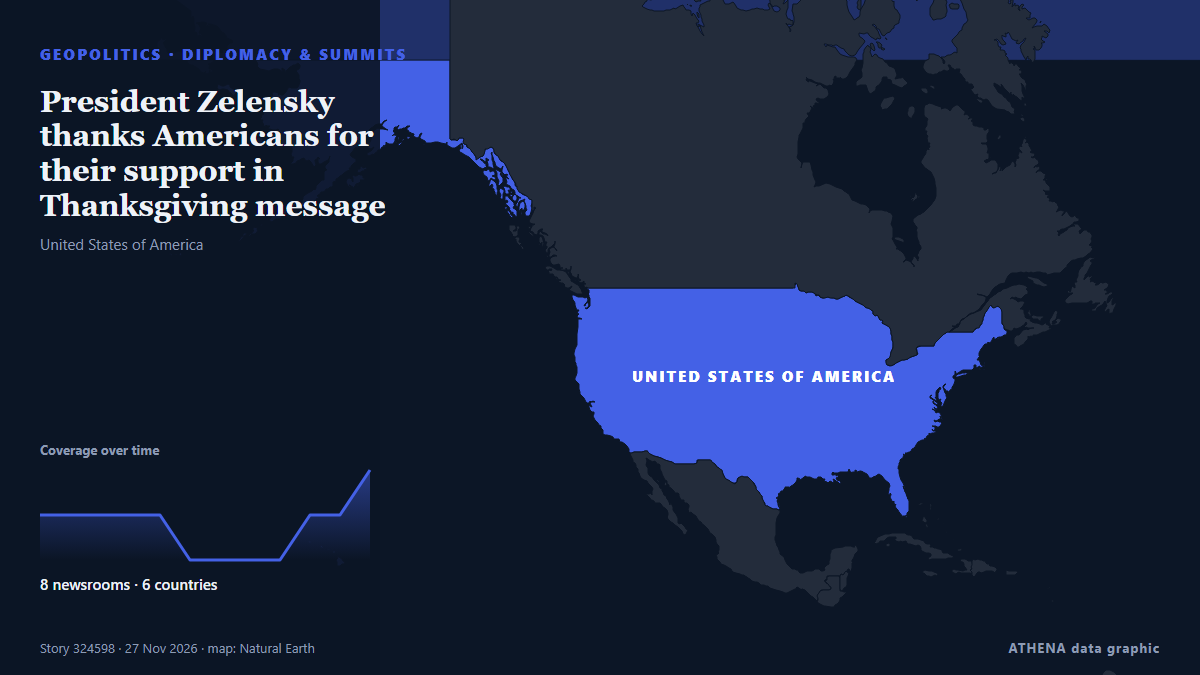 GEOPOLITICS · DIPLOMACY & SUMMITS
President Zelensky
thanks Americans for
their support in
Thanksgiving message
United States of America
UNITED STATES OF AMERICA
Coverage over time
8 newsrooms · 6 countries
Story 324598 · 27 Nov 2026 · map: Natural Earth
ATHENA data graphic